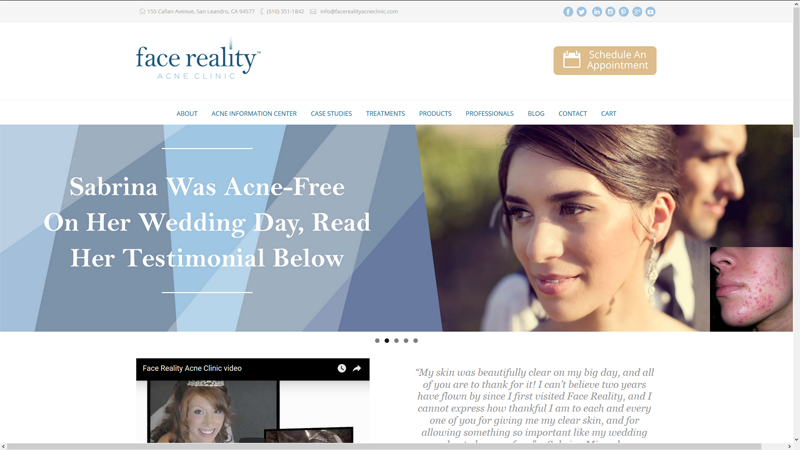 155 Callan Avenue, San Leandro, CA 94577 (510) 351-1842 info@facerealityacneclinic.com
face reality™
ACNE CLINIC
Schedule An
Appointment
ABOUT ACNE INFORMATION CENTER CASE STUDIES TREATMENTS PRODUCTS PROFESSIONALS BLOG CONTACT CART
Sabrina Was Acne-Free
On Her Wedding Day, Read
Her Testimonial Below
Face Reality Acne Clinic video
“My skin was beautifully clear on my big day, and all
of you are to thank for it! I can't believe two years
have flown by since I first visited Face Reality, and I
cannot express how thankful I am to each and every
one of you for giving me my clear skin, and for
allowing something so important like my wedding